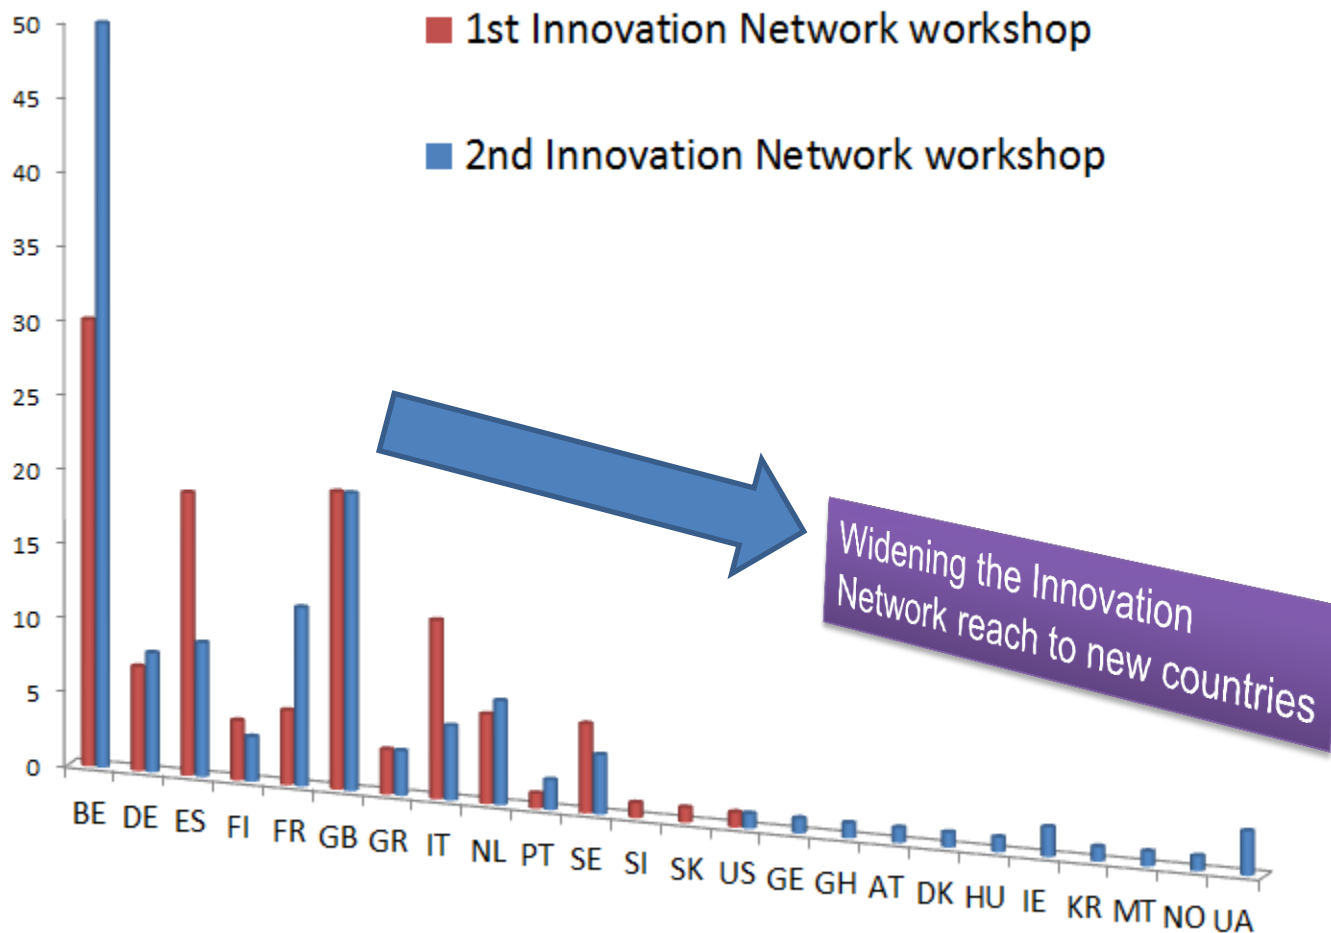 1st Innovation Network workshop
2nd Innovation Network workshop
50
45
40
35
30
25
20
15
10
5
0
Widening the Innovation
Network reach to new countries
BE DE ES FI FR GB GR IT NL PT SE SI SK US GE GH AT DK HU IE KR MT NO UA